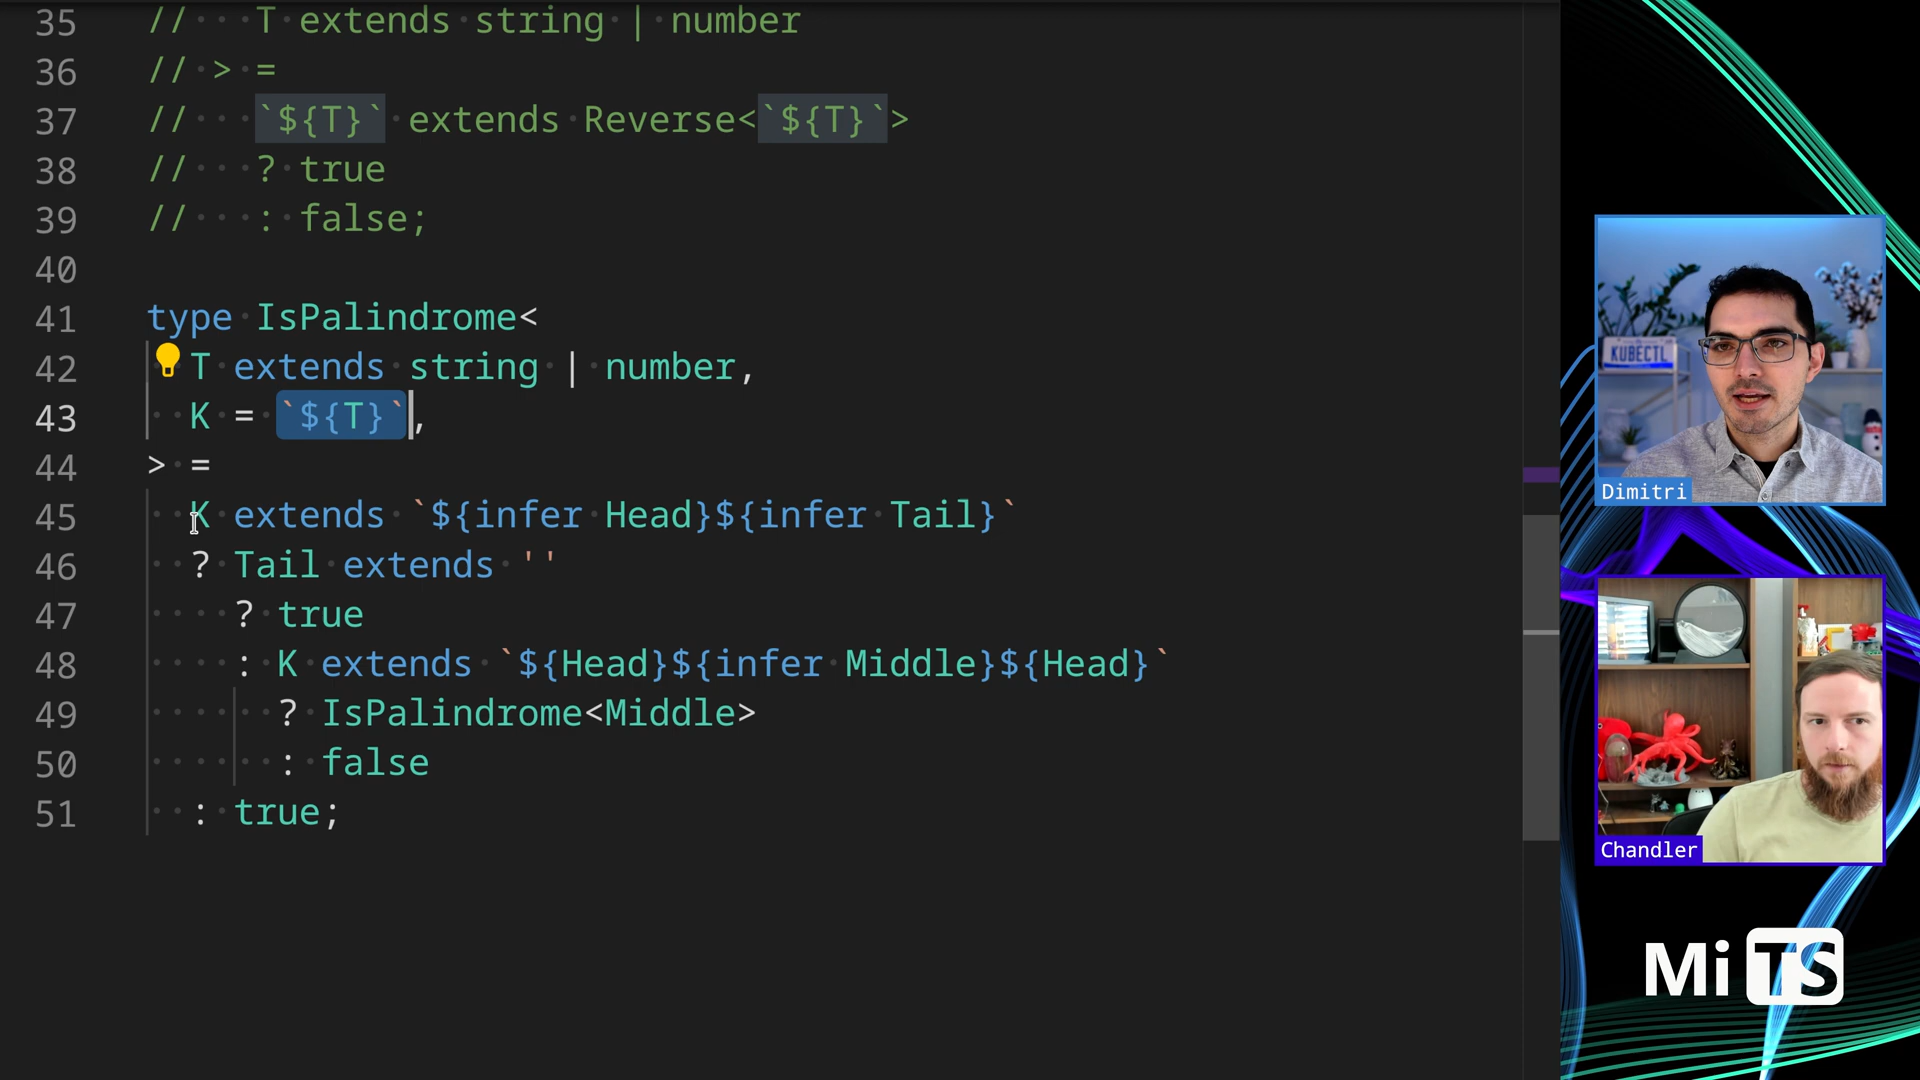 35 //   T extends string | number
36 // > =
37 //   `${T}` extends Reverse<`${T}`>
38 //   ? true
39 //   : false;
40
41 type IsPalindrome<
42   T extends string | number,
43   K = `${T}`,
44 > =
45   K extends `${infer Head}${infer Tail}`
46   ? Tail extends ''
47     ? true
48     : K extends `${Head}${infer Middle}${Head}`
49       ? IsPalindrome<Middle>
50       : false
51   : true;
KUBECTL
Dimitri
Chandler
Mi TS